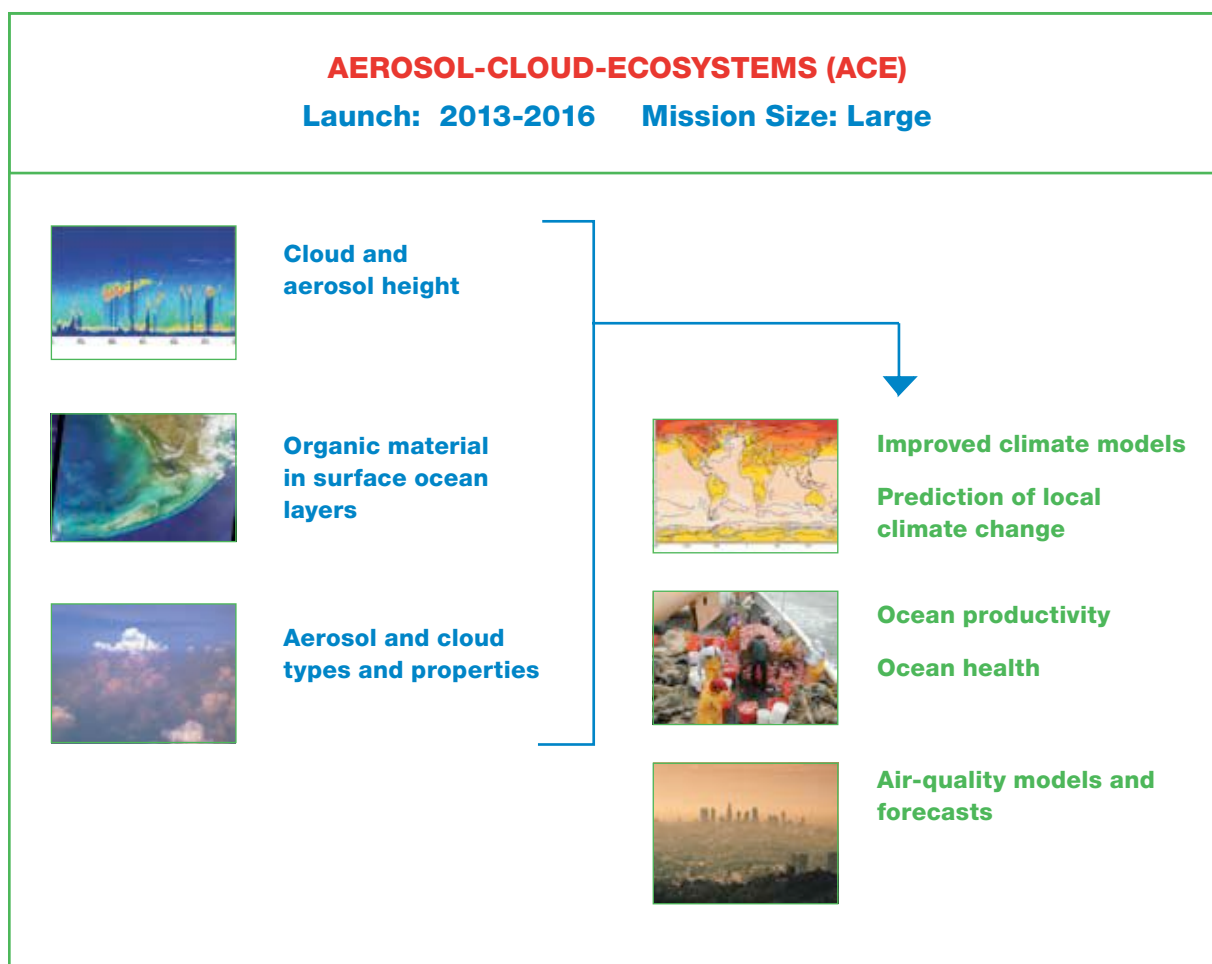 AEROSOL-CLOUD-ECOSYSTEMS (ACE)
Launch: 2013-2016 Mission Size: Large
Cloud and
aerosol height
Organic material
in surface ocean
layers
Aerosol and cloud
types and properties
Improved climate models
Prediction of local
climate change
Ocean productivity
Ocean health
Air-quality models and
forecasts